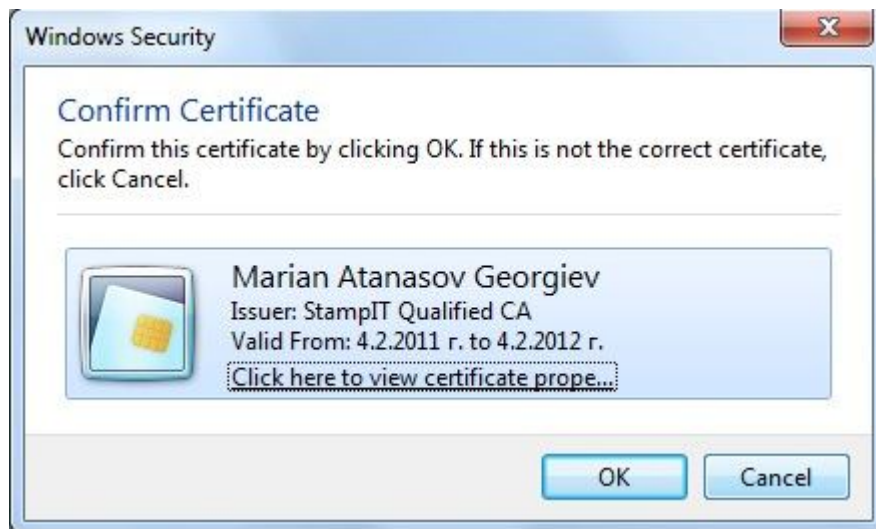 Windows Security
Confirm Certificate
Confirm this certificate by clicking OK. If this is not the correct certificate,
click Cancel.
Marian Atanasov Georgiev
Issuer: StampIT Qualified CA
Valid From: 4.2.2011 г. to 4.2.2012 г.
Click here to view certificate prope...
OK Cancel